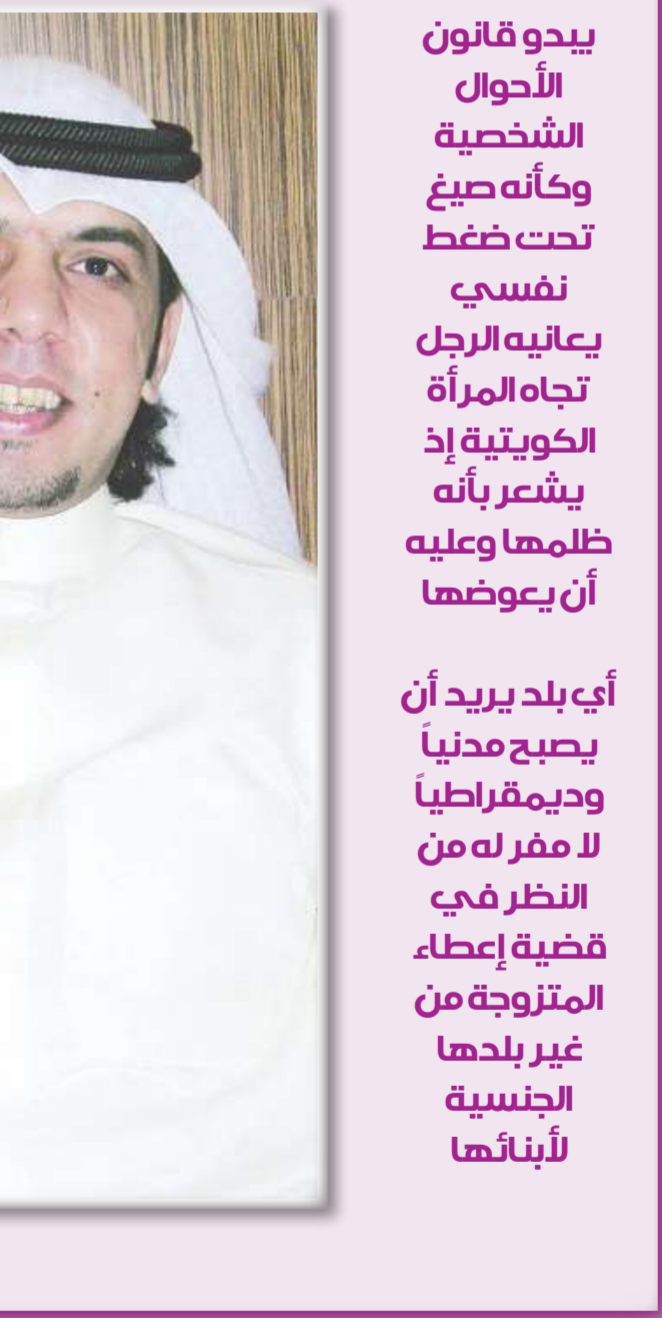 يبدو قانون
الأحوال
الشخصية
وكأنه صيغ
تحت ضغط
نفسي
يعانيه الرجل
تجاه المرأة
الكويتية إذ
يشعر بأنه
ظلمها وعليه
أن يعوضها
أي بلد يريد أن
يصبح مدنياً
وديمقراطياً
لا مفر له من
النظر في
قضية إعطاء
المتزوجة من
غير بلدها
الجنسية
لأبنائها